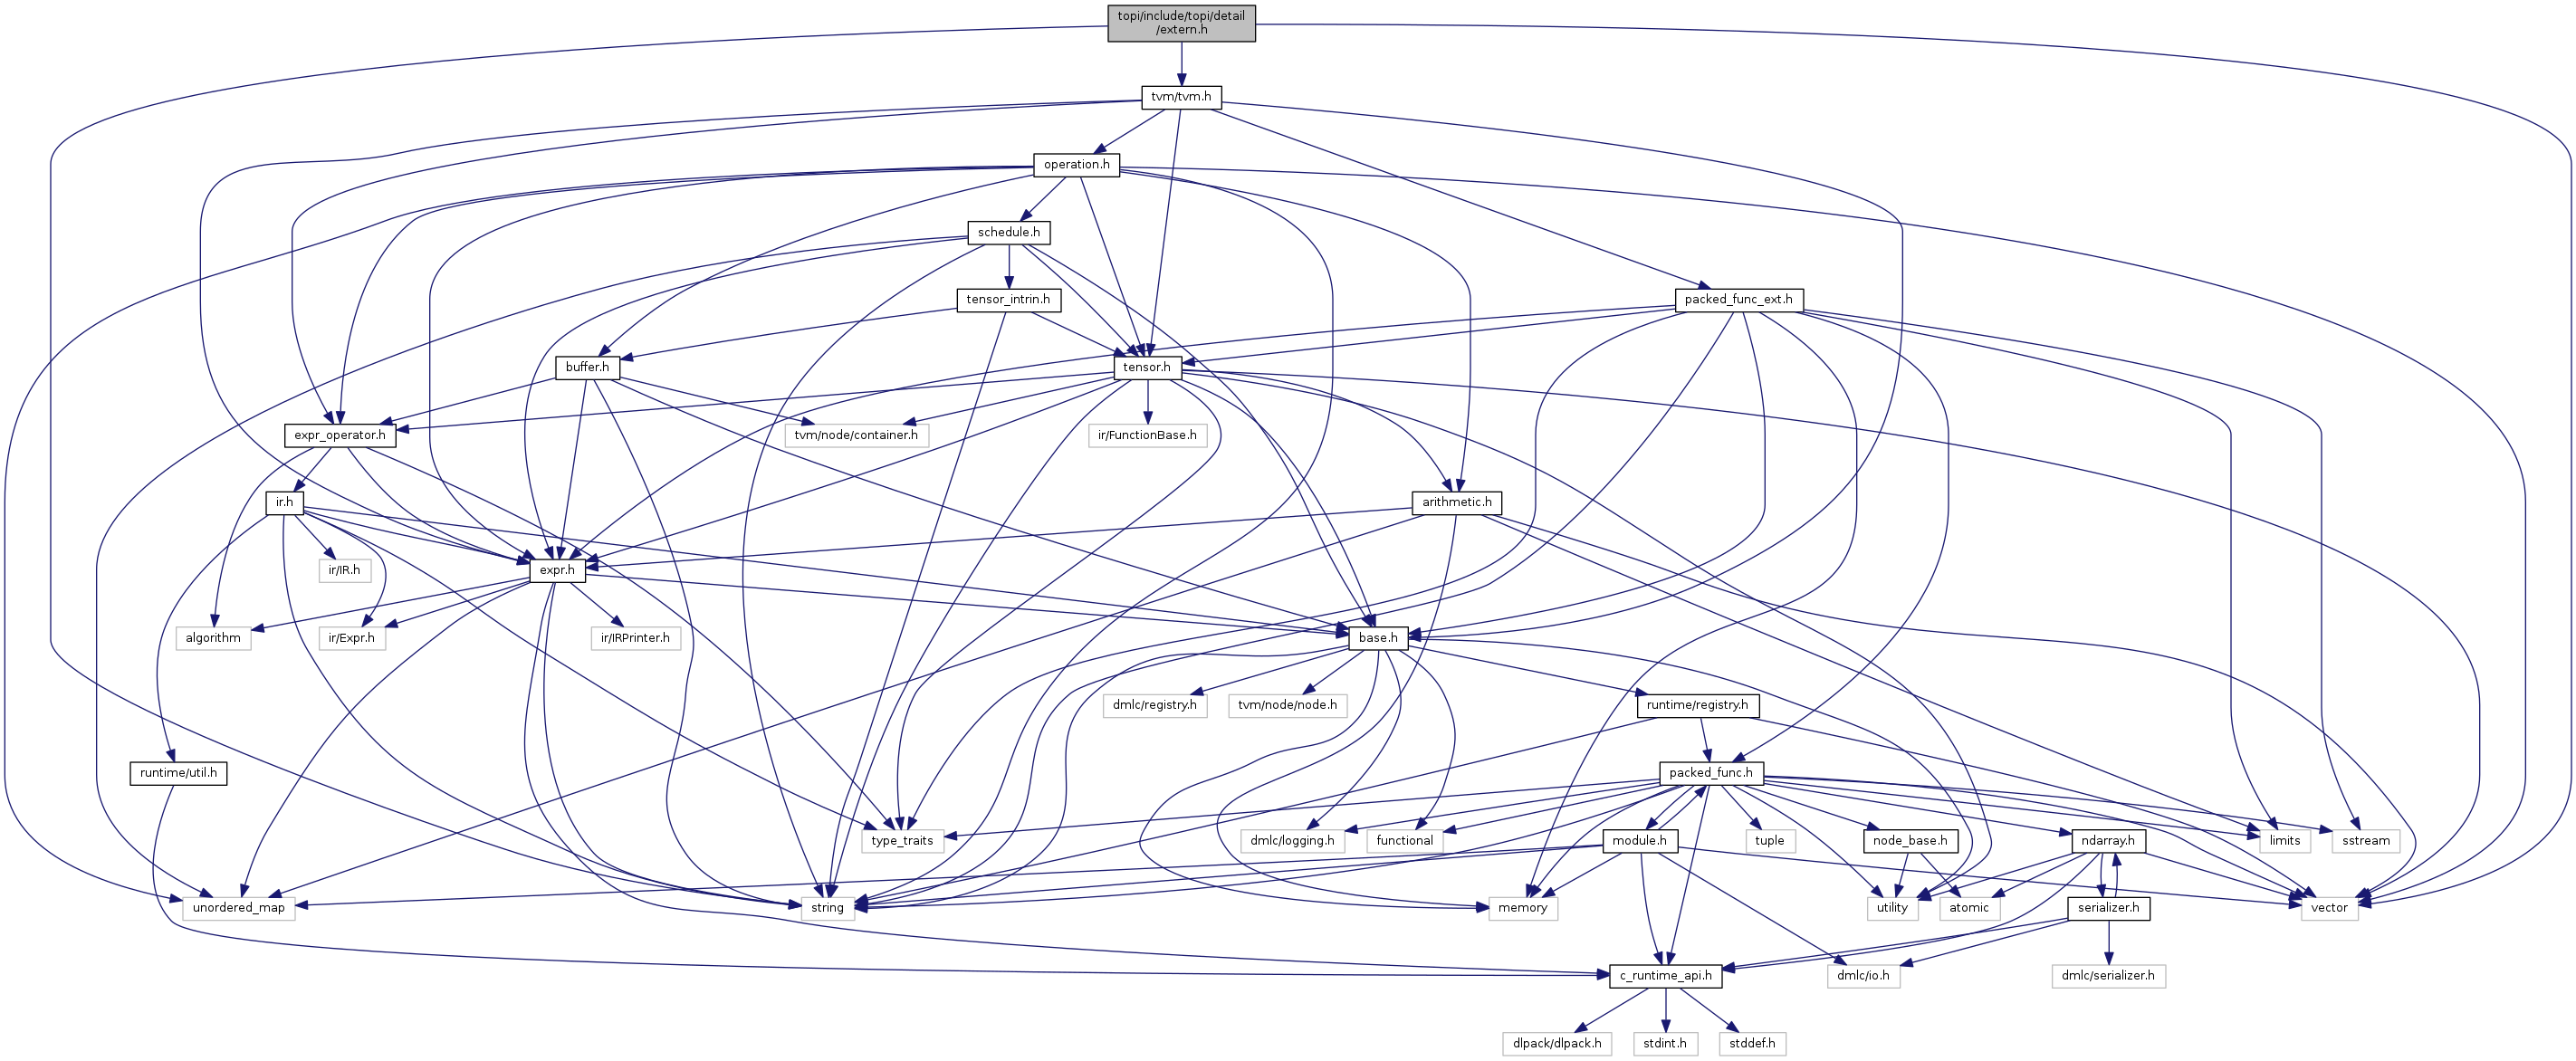 topi/include/topi/detail
/extern.h
tvm/tvm.h
operation.h
schedule.h
tensor_intrin.h
packed_func_ext.h
buffer.h
tensor.h
expr_operator.h
tvm/node/container.h
ir/FunctionBase.h
ir.h
arithmetic.h
ir/IR.h
expr.h
algorithm
ir/Expr.h
ir/IRPrinter.h
base.h
dmlc/registry.h
tvm/node/node.h
runtime/registry.h
runtime/util.h
packed_func.h
type_traits
dmlc/logging.h
functional
module.h
tuple
node_base.h
ndarray.h
limits
sstream
unordered_map
string
memory
utility
atomic
serializer.h
vector
c_runtime_api.h
dmlc/io.h
dmlc/serializer.h
dlpack/dlpack.h
stdint.h
stddef.h